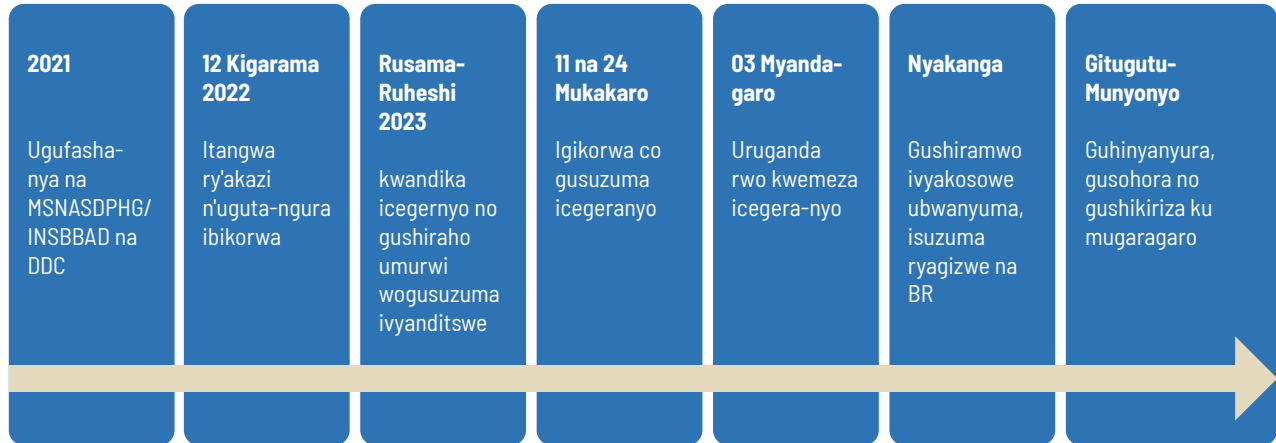 2021
Ugufasha-
nya na
MSNASDPHG/
INSBBAD na
DDC
12 Kigarama
2022
Itangwa
ry'akazi
n'uguta-ngura
ibikorwa
Rusama-
Ruheshi
2023
kwandika
icegernyo no
gushiraho
umurwi
wogusuzuma
ivyanditswe
11 na 24
Mukakaro
Igikorwa co
gusuzuma
icegeranyo
03 Myanda-
garo
Uruganda
rwo kwemeza
icegera-nyo
Nyakanga
Gushiramwo
ivyakosowe
ubwanyuma,
isuzuma
ryagizwe na
BR
Gitugutu-
Munyonyo
Guhinyanyura,
gusohora no
gushikiriza ku
mugaragaro